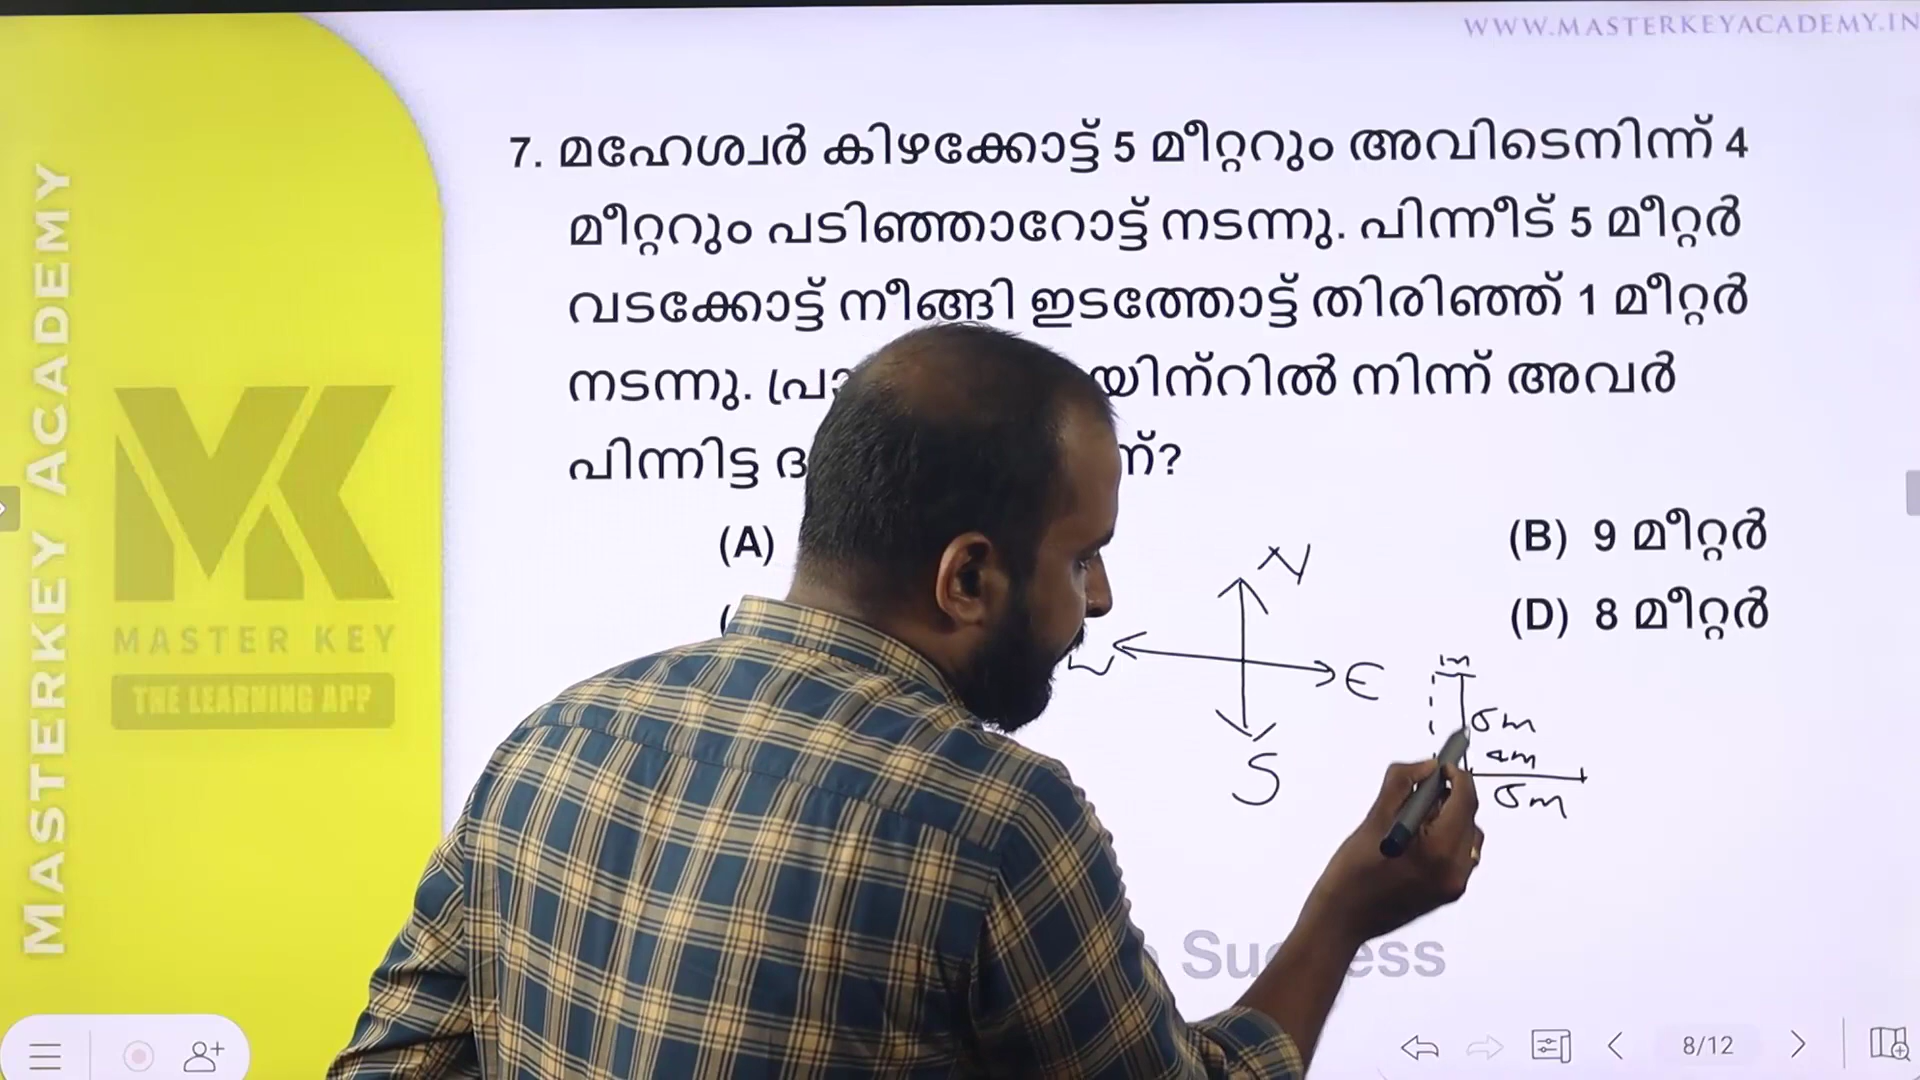 WWW.MASTERKEYACADEMY.IN
MASTERKEY ACADEMY
MK
MASTER KEY
THE LEARNING APP
7. മഹേശ്വർ കിഴക്കോട്ട് 5 മീറ്ററും അവിടെനിന്ന് 4
മീറ്ററും പടിഞ്ഞാറോട്ട് നടന്നു. പിന്നീട് 5 മീറ്റർ
വടക്കോട്ട് നീങ്ങി ഇടത്തോട്ട് തിരിഞ്ഞ് 1 മീറ്റർ
നടന്നു. നിന്ന് അവർ
പിന്നിട്ട
(A)
(B) 9 മീറ്റർ
(D) 8 മീറ്റർ
N
W
E
S
1m
5m
4m
5m
8/12